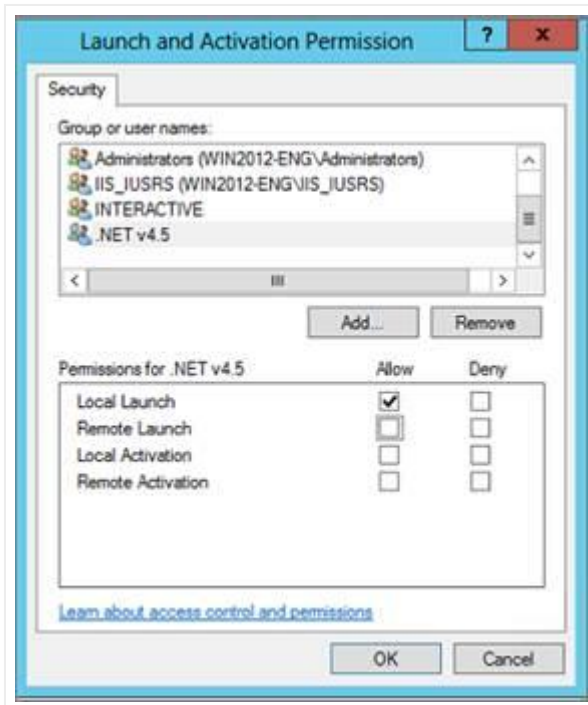 Launch and Activation Permission
?
x
Security
Group or user names:
Administrators (WIN2012-ENG\Administrators)
IIS_IUSRS (WIN2012-ENG\IIS_IUSRS)
INTERACTIVE
.NET v4.5
Add...
Remove
Permissions for .NET v4.5 Allow Deny
Local Launch
Remote Launch
Local Activation
Remote Activation
Learn about access control and permissions
OK
Cancel